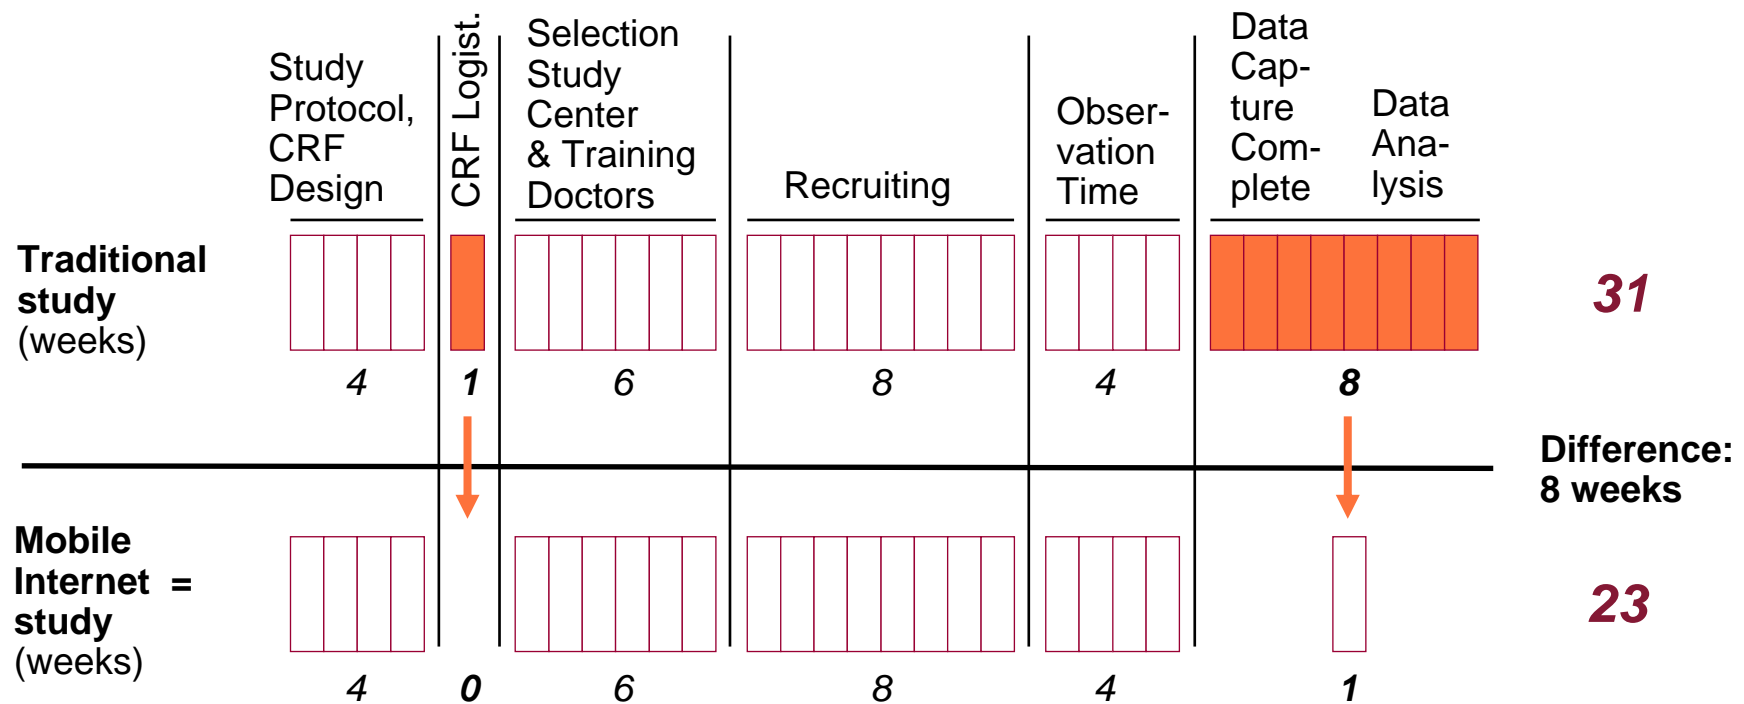 Study
Protocol,
CRF
Design
CRF Logist.
Selection
Study
Center
& Training
Doctors
Recruiting
Obser-
vation
Time
Data
Cap-
ture
Com-
plete
Data
Ana-
lysis
Traditional
study
(weeks)
31
4 1 6 8 4 8
Difference:
8 weeks
Mobile
Internet =
study
(weeks)
23
4 0 6 8 4 1